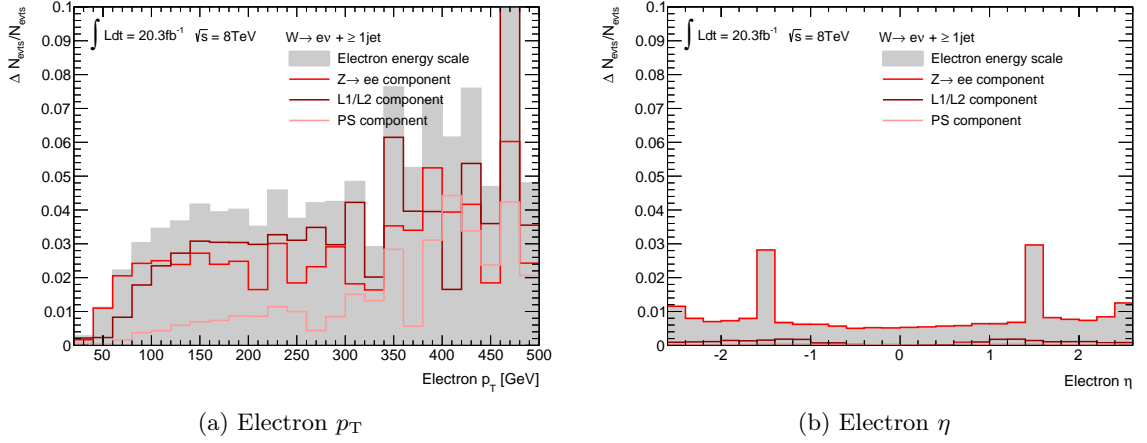 Δ N_evts/N_evts
0.1
0.09
0.08
0.07
0.06
0.05
0.04
0.03
0.02
0.01
0
∫ Ldt = 20.3fb⁻¹ √s = 8TeV
W→ eν + ≥ 1jet
Electron energy scale
Z→ ee component
L1/L2 component
PS component
50 100 150 200 250 300 350 400 450 500
Electron p_T [GeV]
(a) Electron p_T
Δ N_evts/N_evts
0.1
0.09
0.08
0.07
0.06
0.05
0.04
0.03
0.02
0.01
0
∫ Ldt = 20.3fb⁻¹ √s = 8TeV
W→ eν + ≥ 1jet
Electron energy scale
Z→ ee component
L1/L2 component
PS component
-2 -1 0 1 2
Electron η
(b) Electron η